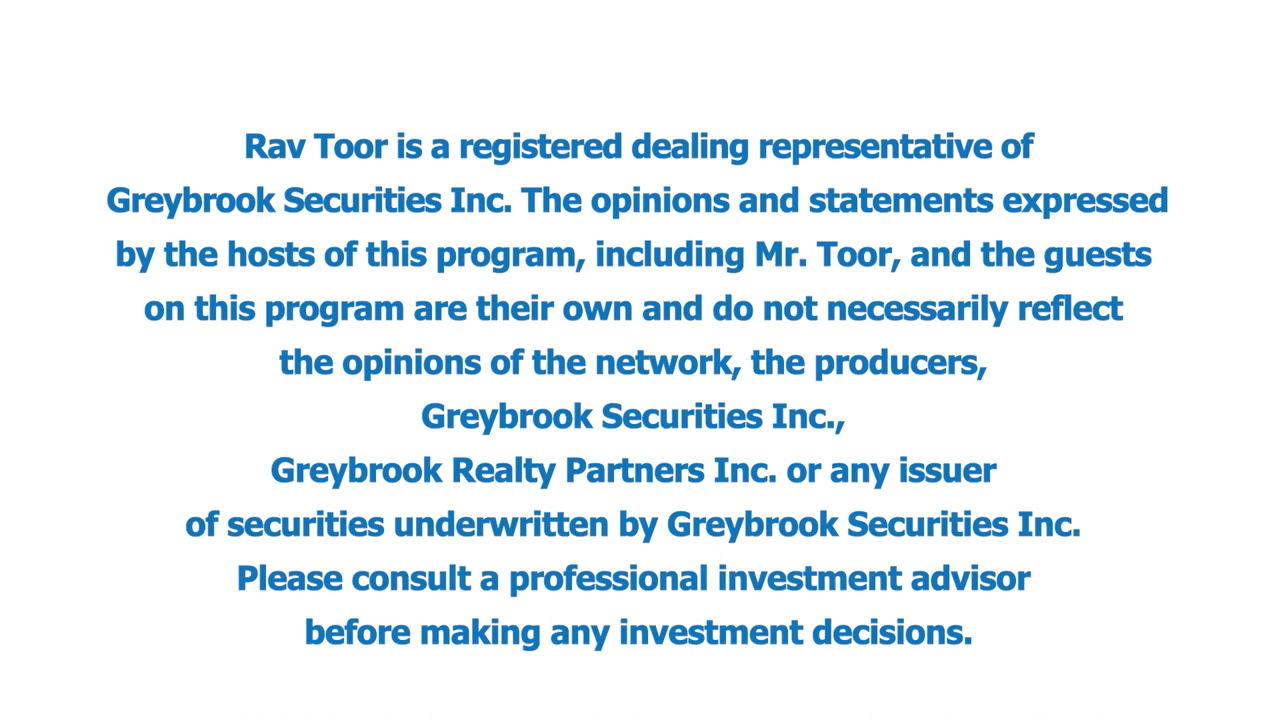 Rav Toor is a registered dealing representative of
Greybrook Securities Inc. The opinions and statements expressed
by the hosts of this program, including Mr. Toor, and the guests
on this program are their own and do not necessarily reflect
the opinions of the network, the producers,
Greybrook Securities Inc.,
Greybrook Realty Partners Inc. or any issuer
of securities underwritten by Greybrook Securities Inc.
Please consult a professional investment advisor
before making any investment decisions.